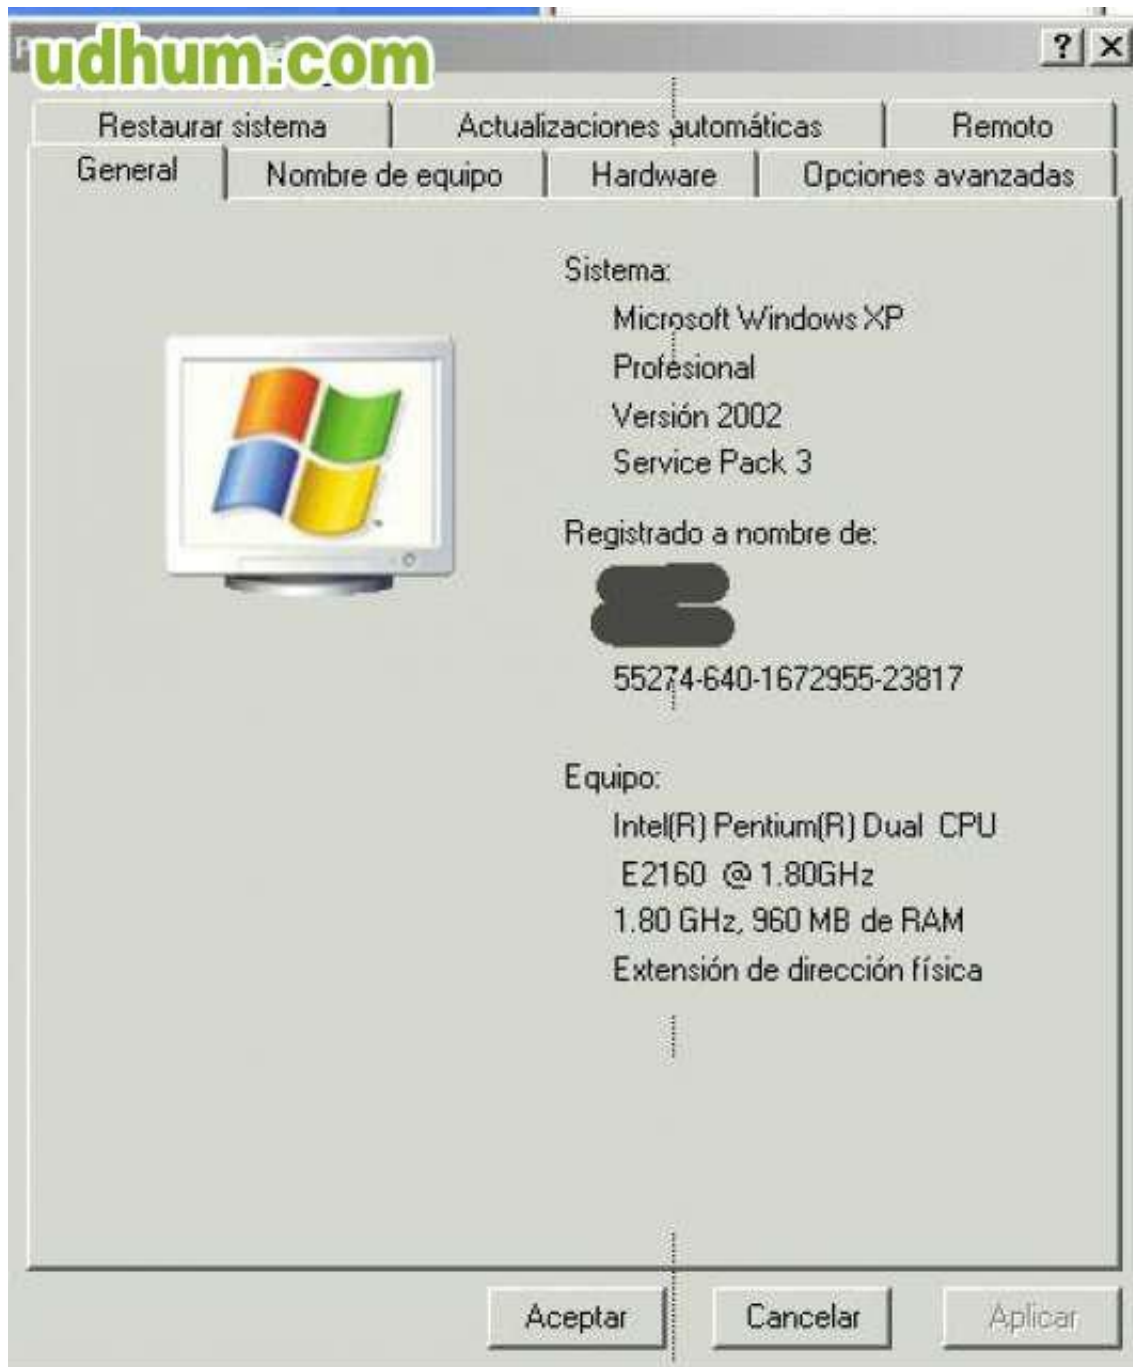 udhum.com
? X
Restaurar sistema Actualizaciones automáticas Remoto
General Nombre de equipo Hardware Opciones avanzadas
Sistema:
Microsoft Windows XP
Profesional
Versión 2002
Service Pack 3
Registrado a nombre de:
55274-640-1672955-23817
Equipo:
Intel(R) Pentium(R) Dual CPU
E2160 @ 1.80GHz
1.80 GHz, 960 MB de RAM
Extensión de dirección física
Aceptar Cancelar Aplicar